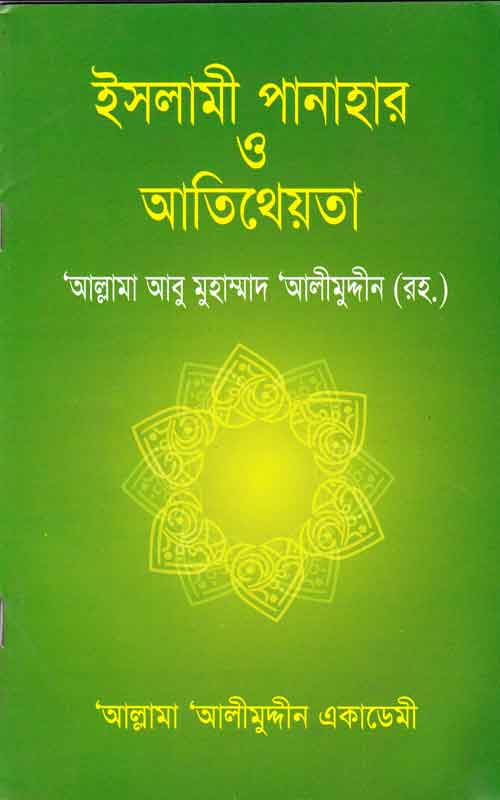 ইসলামী পানাহার
ও
আতিথেয়তা
‘আল্লামা আবু মুহাম্মাদ ‘আলীমুদ্দীন (রহ.)
‘আল্লামা ‘আলীমুদ্দীন একাডেমী